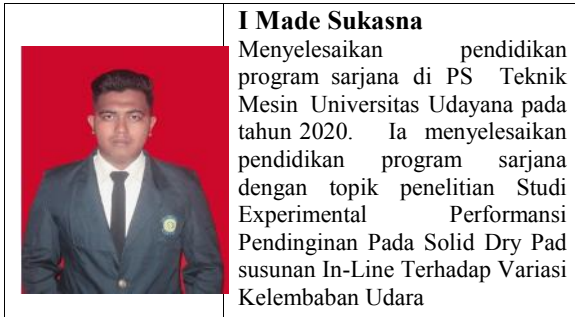 I Made Sukasna
Menyelesaikan pendidikan
program sarjana di PS Teknik
Mesin Universitas Udayana pada
tahun 2020. Ia menyelesaikan
pendidikan program sarjana
dengan topik penelitian Studi
Experimental Performansi
Pendinginan Pada Solid Dry Pad
susunan In-Line Terhadap Variasi
Kelembaban Udara